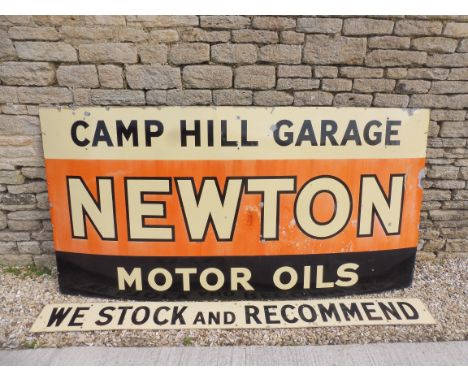 CAMP HILL GARAGE
NEWTON
MOTOR OILS
WE STOCK AND RECOMMEND